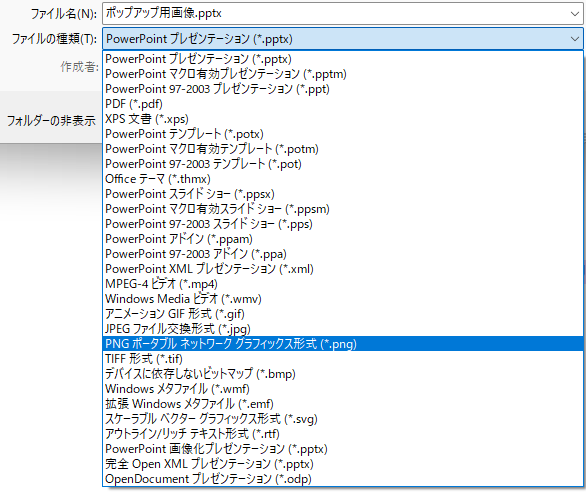 ファイル名(N): ポップアップ用画像.pptx
ファイルの種類(T): PowerPoint プレゼンテーション (*.pptx)
作成者:
PowerPoint プレゼンテーション (*.pptx)
PowerPoint マクロ有効プレゼンテーション (*.pptm)
PowerPoint 97-2003 プレゼンテーション (*.ppt)
PDF (*.pdf)
XPS 文書 (*.xps)
フォルダーの非表示
PowerPoint テンプレート (*.potx)
PowerPoint マクロ有効テンプレート (*.potm)
PowerPoint 97-2003 テンプレート (*.pot)
Office テーマ (*.thmx)
PowerPoint スライド ショー (*.ppsx)
PowerPoint マクロ有効スライド ショー (*.ppsm)
PowerPoint 97-2003 スライド ショー (*.pps)
PowerPoint アドイン (*.ppam)
PowerPoint 97-2003 アドイン (*.ppa)
PowerPoint XML プレゼンテーション (*.xml)
MPEG-4 ビデオ (*.mp4)
Windows Media ビデオ (*.wmv)
アニメーション GIF 形式 (*.gif)
JPEG ファイル交換形式 (*.jpg)
PNG ポータブル ネットワーク グラフィックス形式 (*.png)
TIFF 形式 (*.tif)
デバイスに依存しないビットマップ (*.bmp)
Windows メタファイル (*.wmf)
拡張 Windows メタファイル (*.emf)
スケーラブル ベクター グラフィックス形式 (*.svg)
アウトライン/リッチ テキスト形式 (*.rtf)
PowerPoint 画像化プレゼンテーション (*.pptx)
完全 Open XML プレゼンテーション (*.pptx)
OpenDocument プレゼンテーション (*.odp)